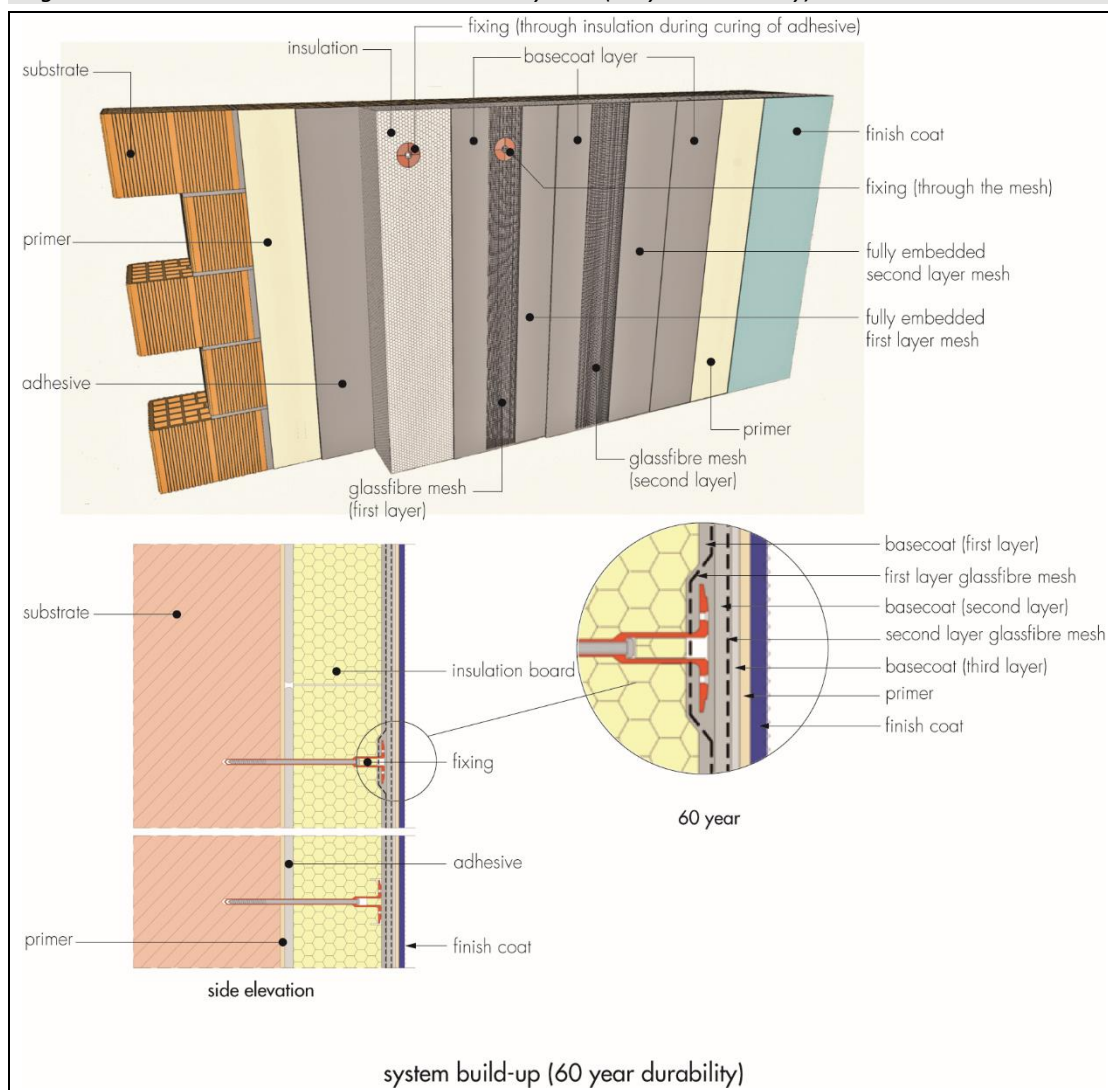 fixing (through insulation during curing of adhesive)
insulation
basecoat layer
substrate
finish coat
fixing (through the mesh)
primer
fully embedded
second layer mesh
fully embedded
first layer mesh
adhesive
primer
glassfibre mesh
(second layer)
glassfibre mesh
(first layer)
basecoat (first layer)
first layer glassfibre mesh
basecoat (second layer)
second layer glassfibre mesh
basecoat (third layer)
primer
finish coat
60 year
substrate
insulation board
fixing
adhesive
primer
finish coat
side elevation
system build-up (60 year durability)